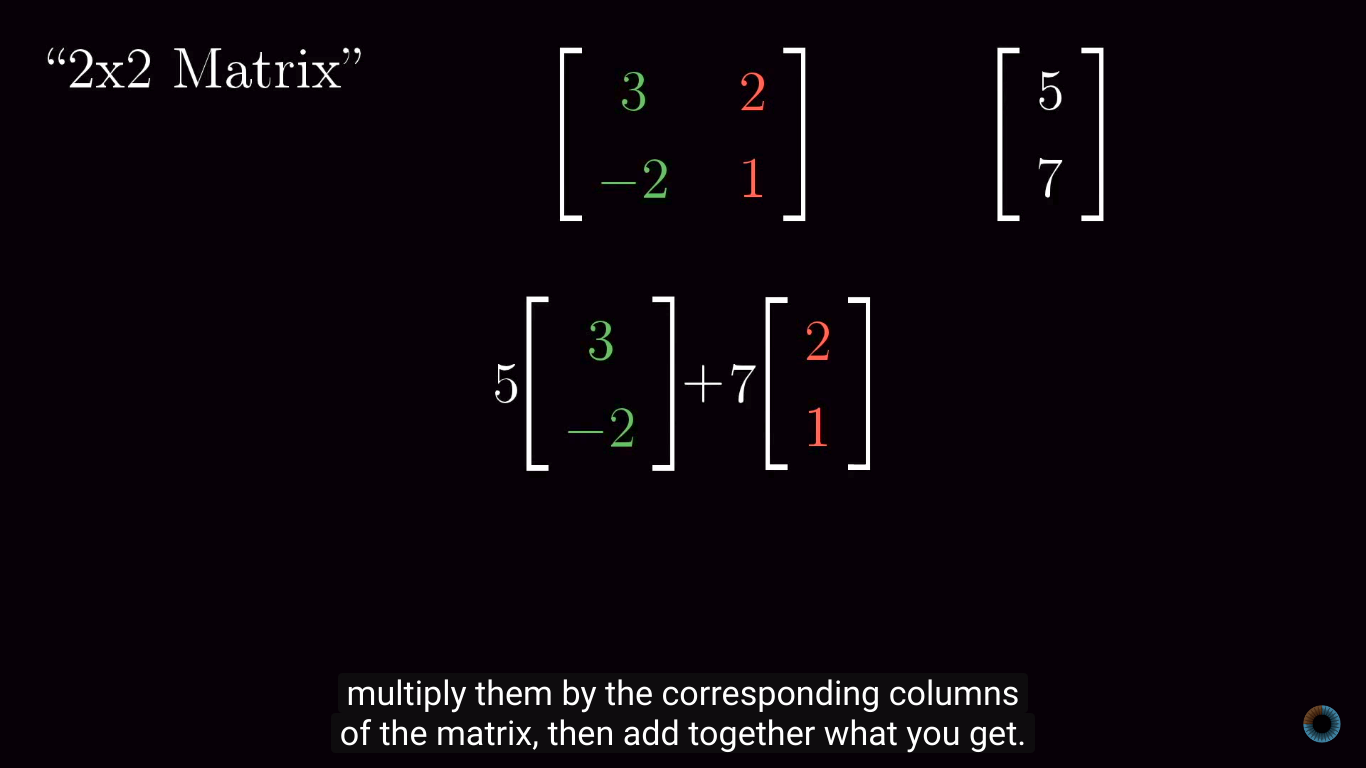 “2x2 Matrix”
3 2 5
−2 1 7
5 [3 −2] + 7 [2 1]
multiply them by the corresponding columns
of the matrix, then add together what you get.